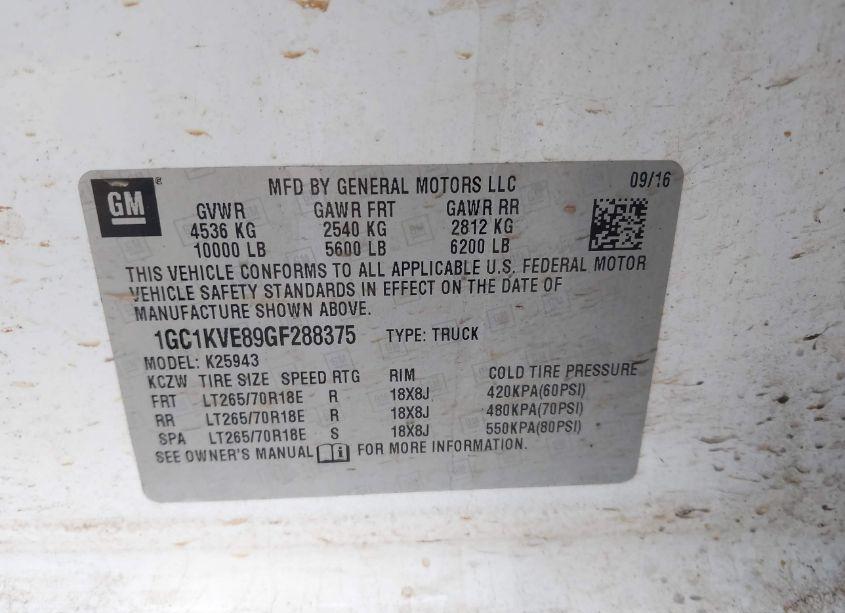 GM
MFD BY GENERAL MOTORS LLC 09/16
GVWR GAWR FRT GAWR RR
4536 KG 2540 KG 2812 KG
10000 LB 5600 LB 6200 LB
THIS VEHICLE CONFORMS TO ALL APPLICABLE U.S. FEDERAL MOTOR
VEHICLE SAFETY STANDARDS IN EFFECT ON THE DATE OF
MANUFACTURE SHOWN ABOVE.
1GC1KVE89GF288375 TYPE: TRUCK
MODEL: K25943
KCZW TIRE SIZE SPEED RTG RIM COLD TIRE PRESSURE
FRT LT265/70R18E R 18X8J 420KPA(60PSI)
RR LT265/70R18E R 18X8J 480KPA(70PSI)
SPA LT265/70R18E S 18X8J 550KPA(80PSI)
SEE OWNER'S MANUAL FOR MORE INFORMATION.